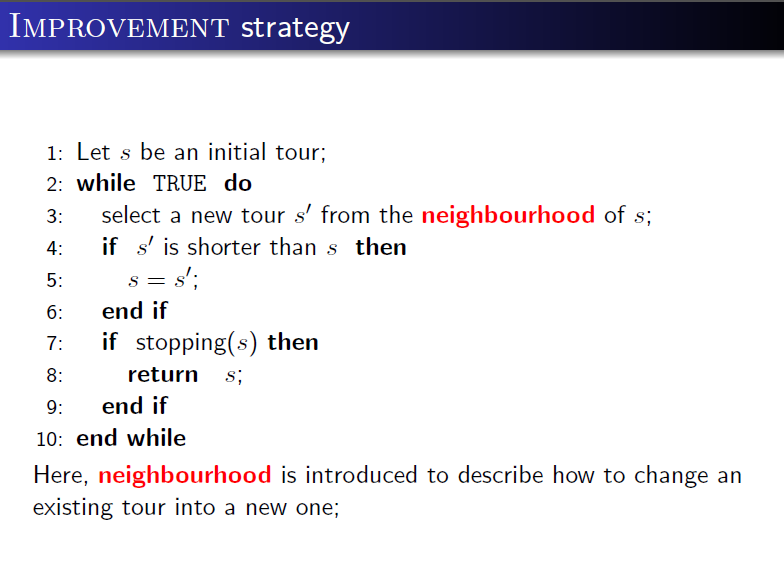 IMPROVEMENT strategy
1: Let s be an initial tour;
2: while TRUE do
3: select a new tour s′ from the neighbourhood of s;
4: if s′ is shorter than s then
5: s = s′;
6: end if
7: if stopping(s) then
8: return s;
9: end if
10: end while
Here, neighbourhood is introduced to describe how to change an
existing tour into a new one;